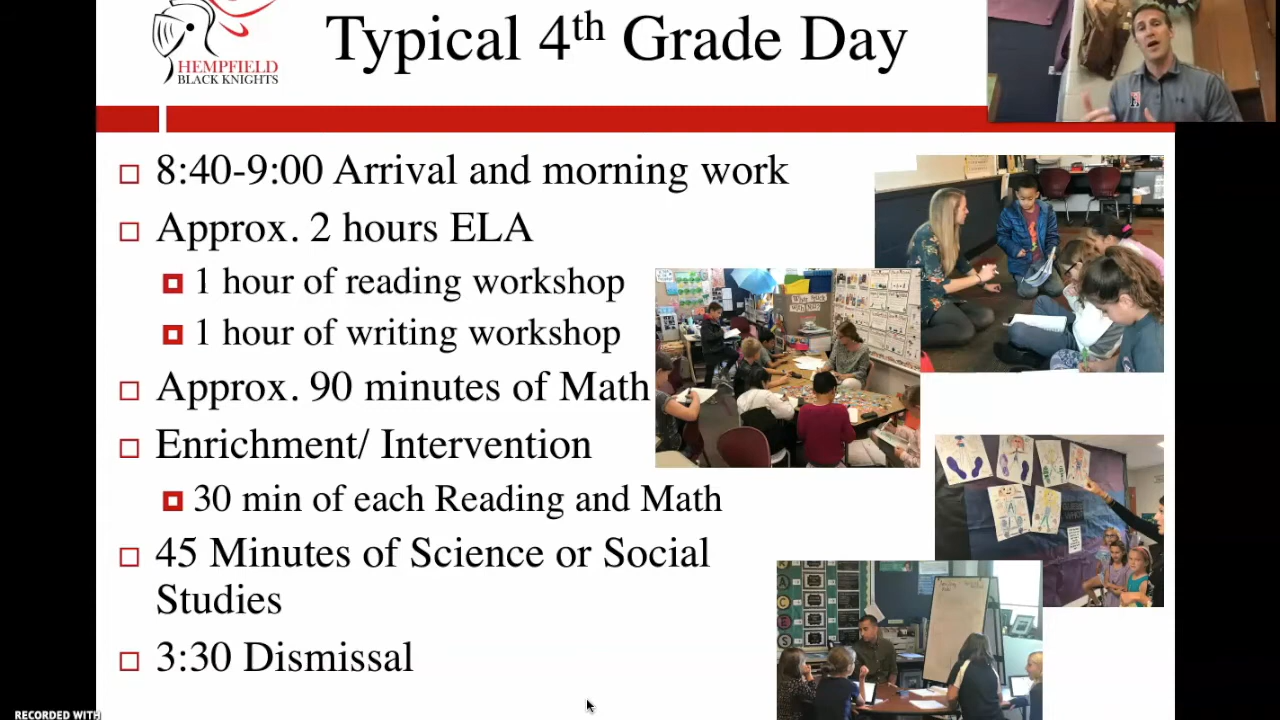 HEMPFIELD
BLACK KNIGHTS
Typical 4th Grade Day
8:40-9:00 Arrival and morning work
Approx. 2 hours ELA
1 hour of reading workshop
1 hour of writing workshop
Approx. 90 minutes of Math
Enrichment/ Intervention
30 min of each Reading and Math
45 Minutes of Science or Social
Studies
3:30 Dismissal
RECORDED WITH